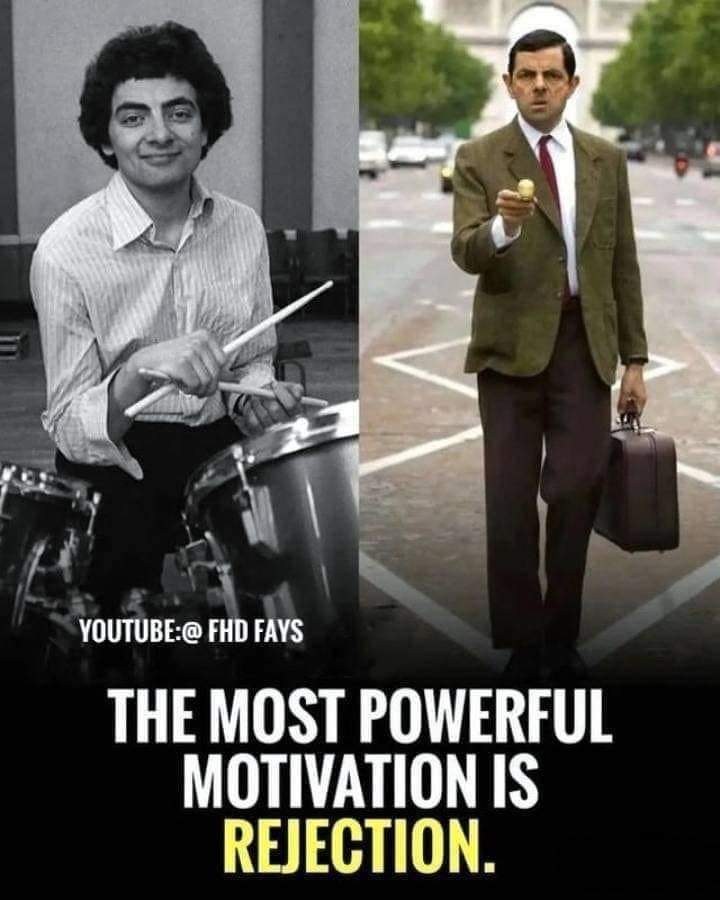 YOUTUBE:@ FHD FAYS
THE MOST POWERFUL
MOTIVATION IS
REJECTION.